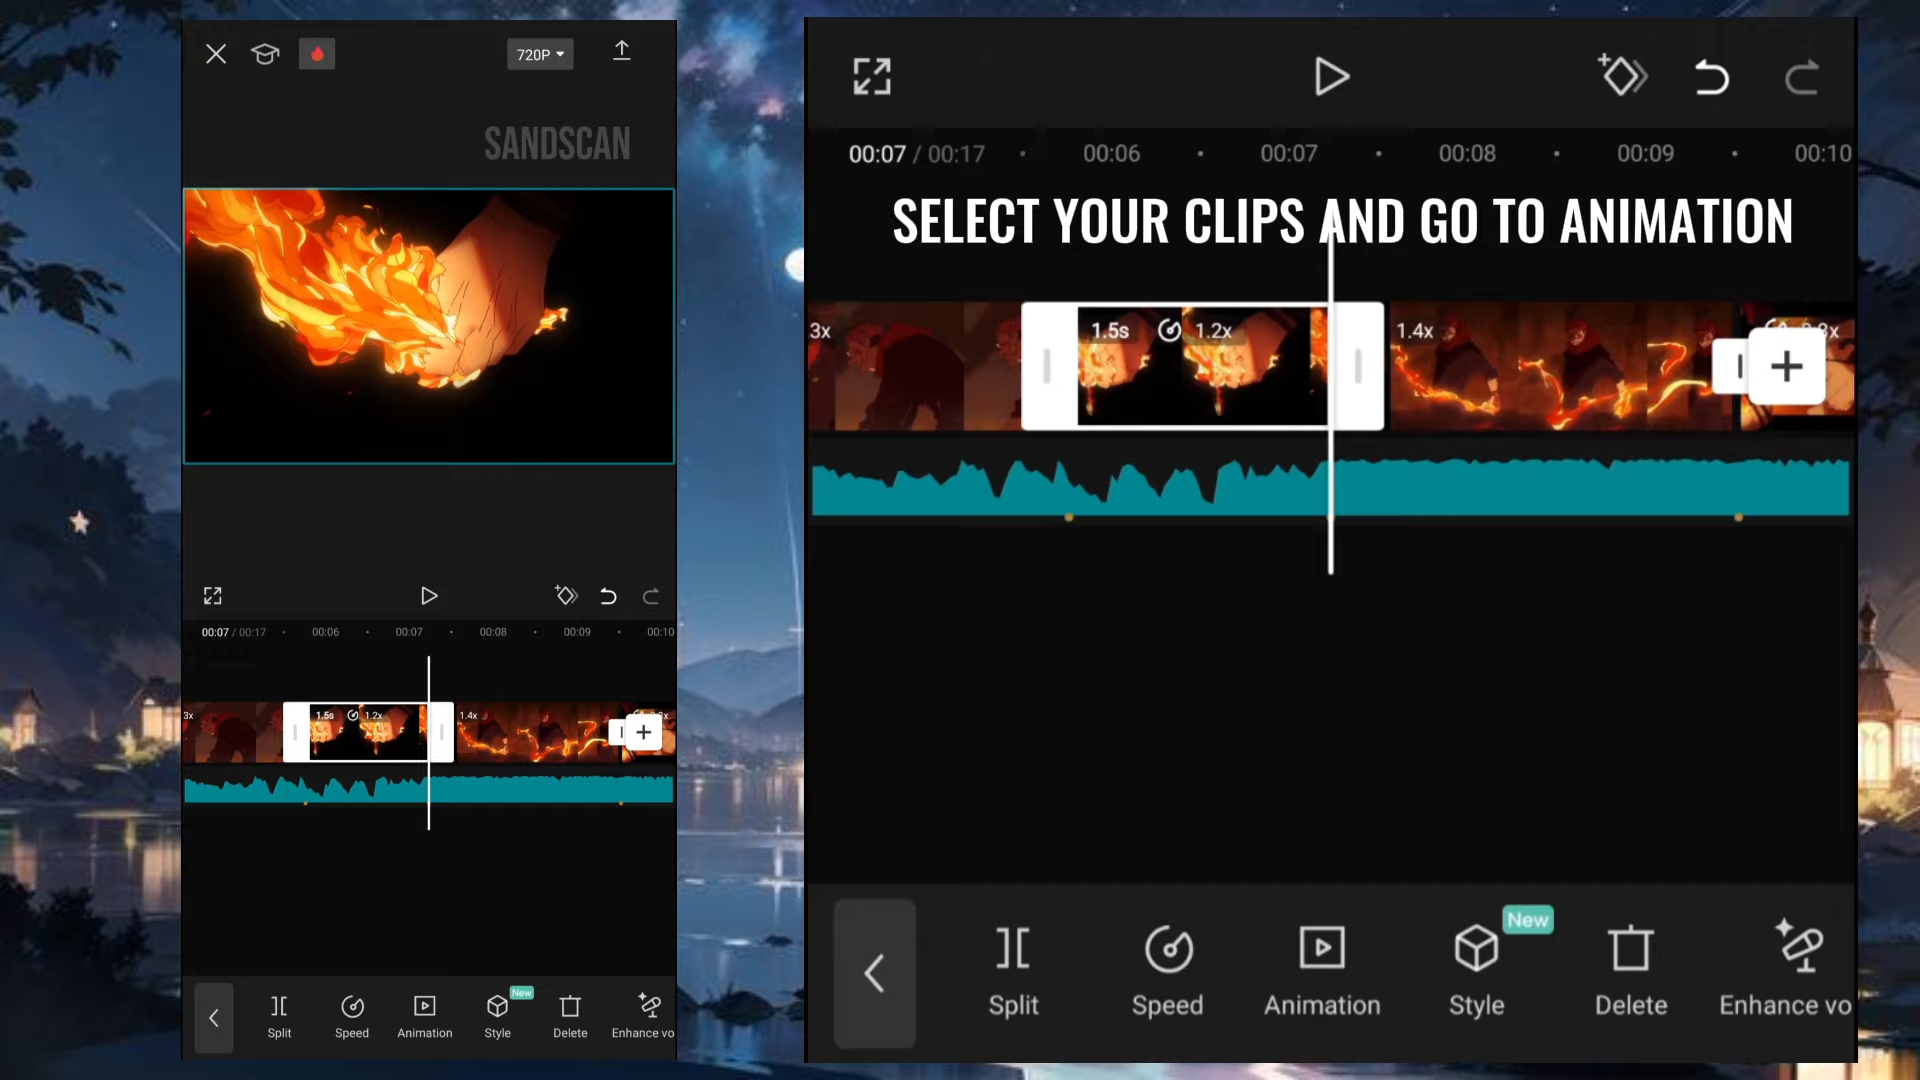 720P
SANDSCAN
00:07 / 00:17 00:06 00:07 00:08 00:09 00:10
3x 1.5s 1.2x 1.4x
Split Speed Animation Style New Delete Enhance vo
00:07 / 00:17 00:06 00:07 00:08 00:09 00:10
SELECT YOUR CLIPS AND GO TO ANIMATION
3x 1.5s 1.2x 1.4x
Split Speed Animation Style New Delete Enhance vo